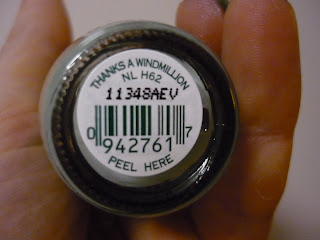 THANKS A WINDMILLION
NL H62
11348AEV
0 942761 7
PEEL HERE